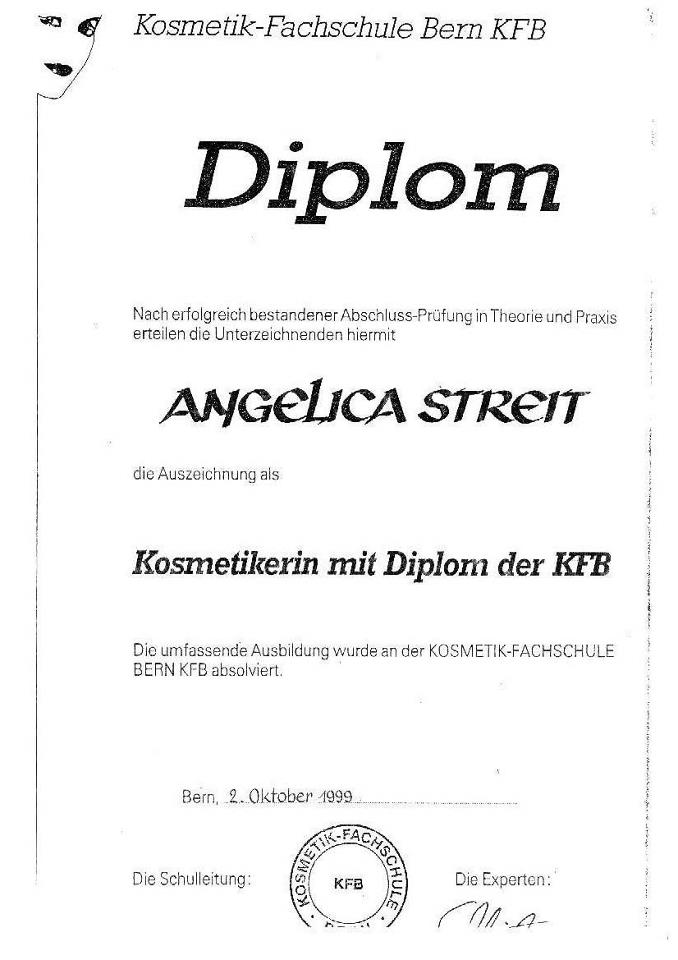 Kosmetik-Fachschule Bern KFB
Diplom
Nach erfolgreich bestandener Abschluss-Prüfung in Theorie und Praxis
erteilen die Unterzeichnenden hiermit
ANGELICA STREIT
die Auszeichnung als
Kosmetikerin mit Diplom der KFB
Die umfassende Ausbildung wurde an der KOSMETIK-FACHSCHULE
BERN KFB absolviert.
Bern, 2. Oktober 1999
KOSMETIK-FACHSCHULE
KFB
Die Schulleitung:
Die Experten: